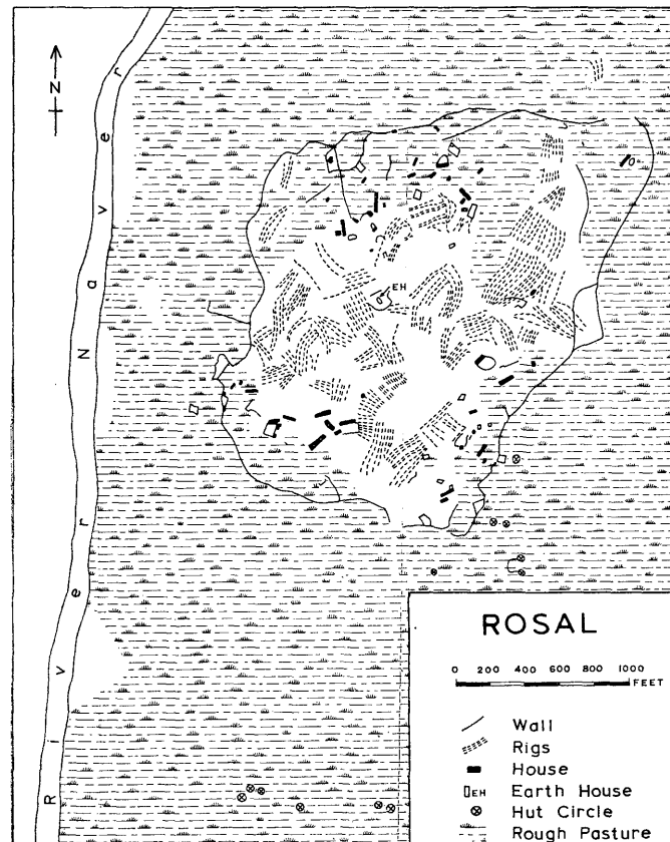 N
River Naver
EH
ROSAL
0 200 400 600 800 1000
FEET
Wall
Rigs
House
EH Earth House
Hut Circle
Rough Pasture